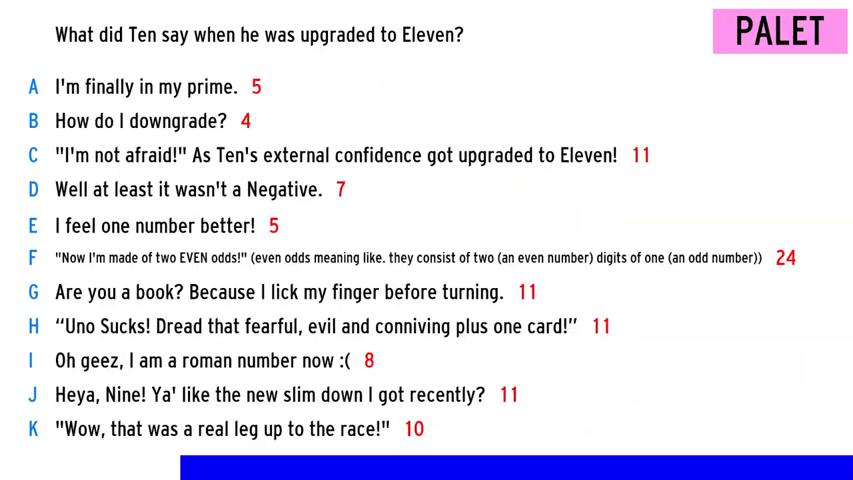 What did Ten say when he was upgraded to Eleven?
PALET
A I'm finally in my prime. 5
B How do I downgrade? 4
C "I'm not afraid!" As Ten's external confidence got upgraded to Eleven! 11
D Well at least it wasn't a Negative. 7
E I feel one number better! 5
F "Now I'm made of two EVEN odds!" (even odds meaning like. they consist of two (an even number) digits of one (an odd number)) 24
G Are you a book? Because I lick my finger before turning. 11
H “Uno Sucks! Dread that fearful, evil and conniving plus one card!” 11
I Oh geez, I am a roman number now :( 8
J Heya, Nine! Ya' like the new slim down I got recently? 11
K "Wow, that was a real leg up to the race!" 10